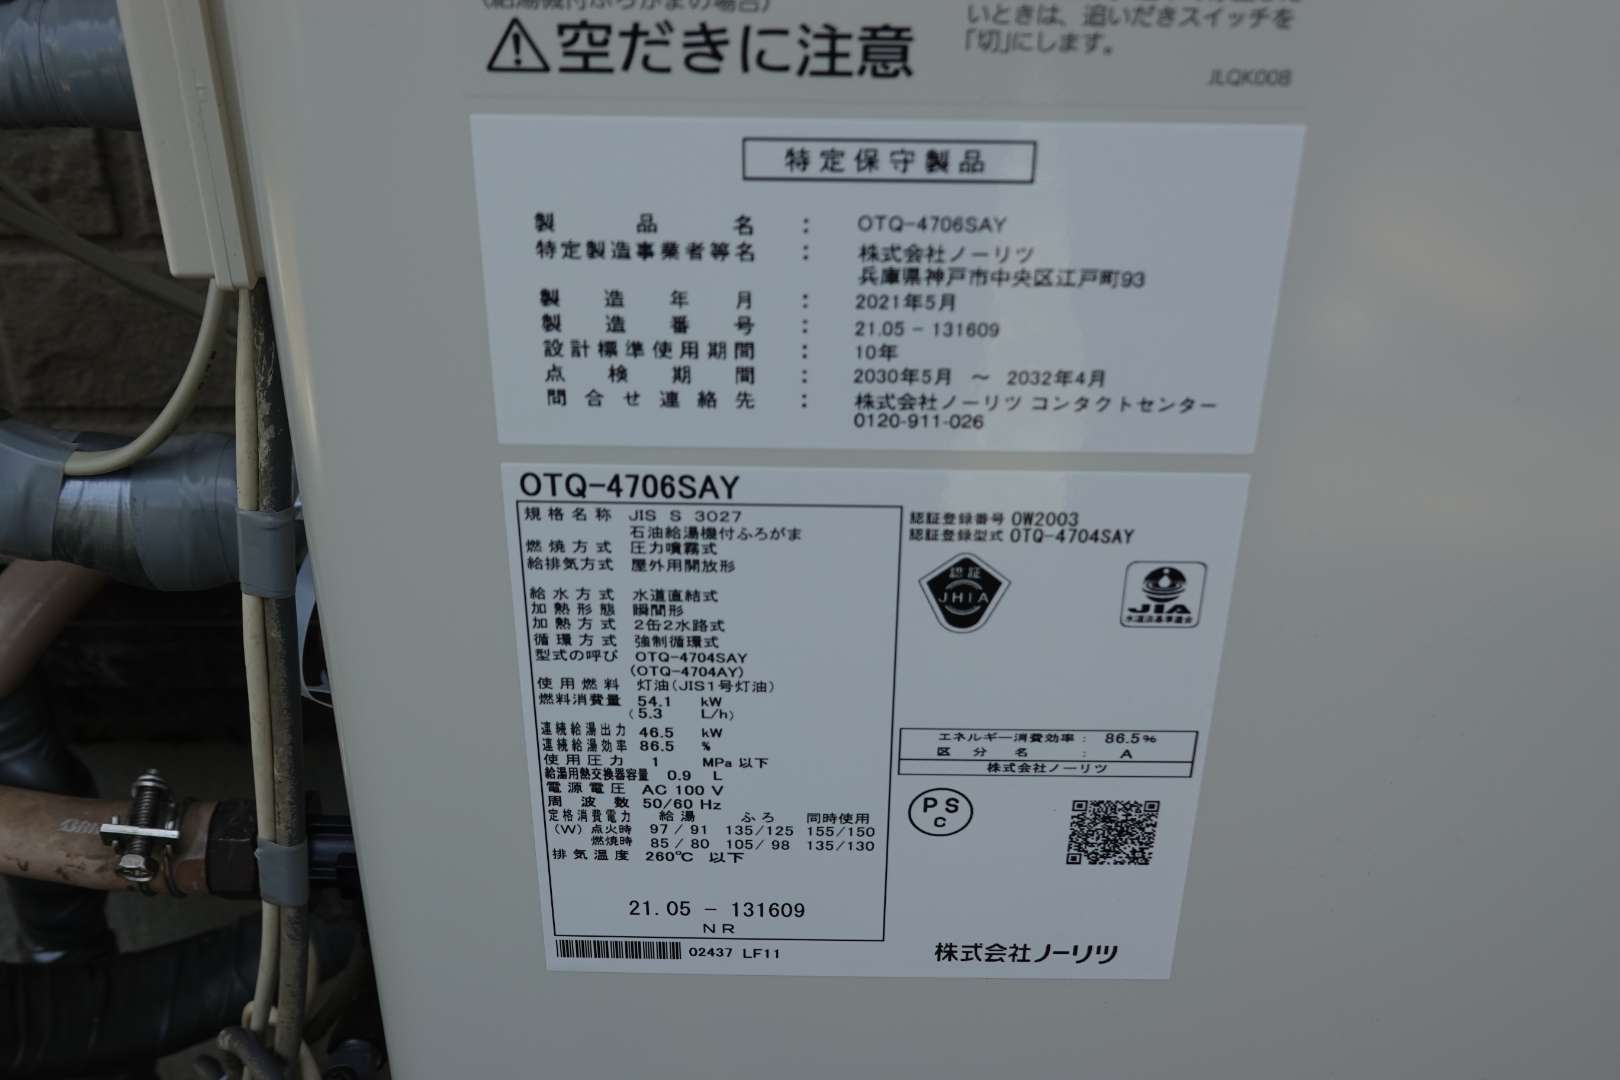 (給湯機付ふろがまの場合)
⚠空だきに注意
いときは、追いだきスイッチを
「切」にします。
JLQK008
特定保守製品
製品名 : OTQ-4706SAY
特定製造事業者等名 : 株式会社ノーリツ
兵庫県神戸市中央区江戸町93
製造年月 : 2021年5月
製造番号 : 21.05 - 131609
設計標準使用期間 : 10年
点検期間 : 2030年5月 ～ 2032年4月
問合せ連絡先 : 株式会社ノーリツ コンタクトセンター
0120-911-026
OTQ-4706SAY
規格名称 JIS S 3027
石油給湯機付ふろがま
燃焼方式 圧力噴霧式
給排気方式 屋外用開放形
給水方式 水道直結式
加熱形態 瞬間形
加熱方式 2缶2水路式
循環方式 強制循環式
型式の呼び OTQ-4704SAY
(OTQ-4704AY)
使用燃料 灯油(JIS1号灯油)
燃料消費量 54.1 kW
(5.3 L/h)
連続給湯出力 46.5 kW
連続給湯効率 86.5 %
使用圧力 1 MPa 以下
給湯用熱交換器容量 0.9 L
電源電圧 AC 100 V
周波数 50/60 Hz
定格消費電力 給湯 ふろ 同時使用
(W) 点火時 97/91 135/125 155/150
燃焼時 85/80 105/98 135/130
排気温度 260℃ 以下
21.05 - 131609
NR
02437 LF11
認証登録番号 OW2003
認証登録型式 OTQ-4704SAY
認証
JHIA
JIA
水道法基準適合
エネルギー消費効率 : 86.5%
区分名 : A
株式会社ノーリツ
PS
C
株式会社ノーリツ